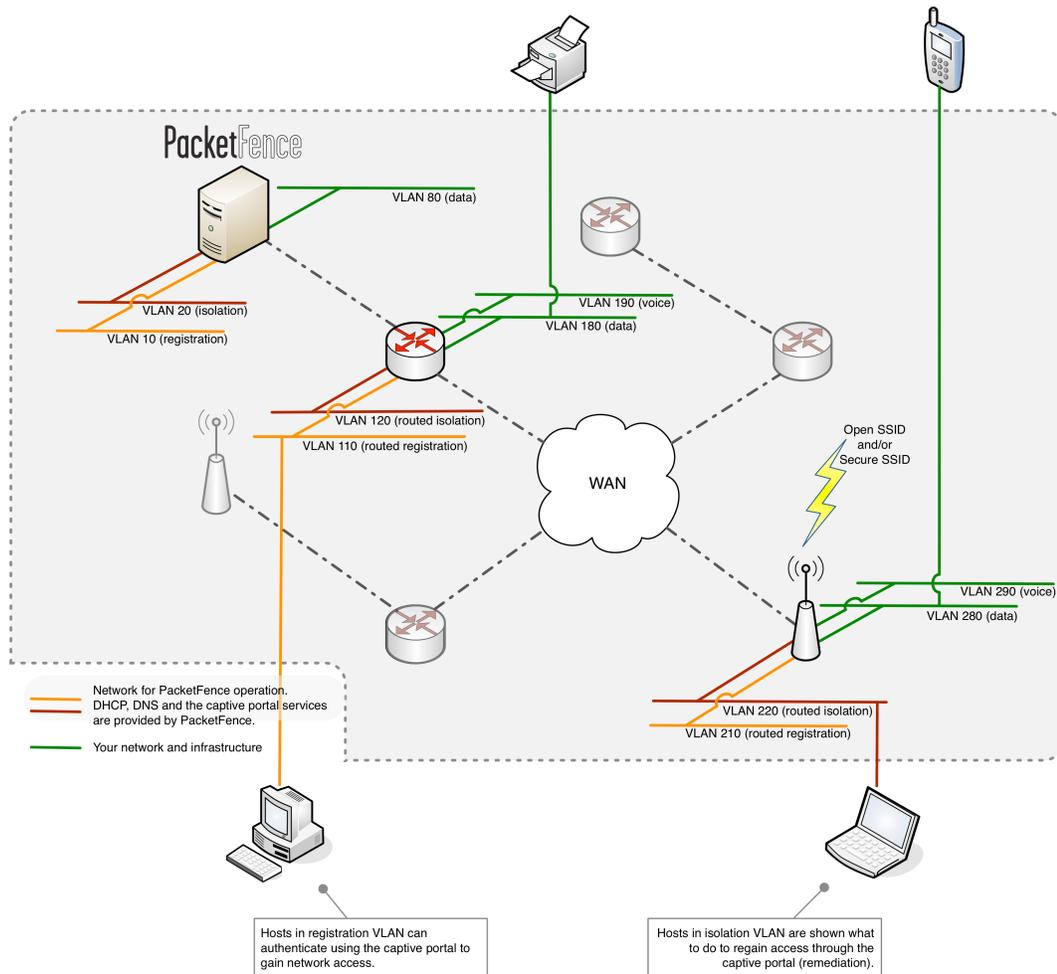 PacketFence
VLAN 80 (data)
VLAN 20 (isolation)
VLAN 10 (registration)
VLAN 190 (voice)
VLAN 180 (data)
VLAN 120 (routed isolation)
VLAN 110 (routed registration)
WAN
Open SSID
and/or
Secure SSID
VLAN 290 (voice)
VLAN 280 (data)
VLAN 220 (routed isolation)
VLAN 210 (routed registration)
Network for PacketFence operation.
DHCP, DNS and the captive portal services
are provided by PacketFence.
Your network and infrastructure
Hosts in registration VLAN can
authenticate using the captive portal to
gain network access.
Hosts in isolation VLAN are shown what
to do to regain access through the
captive portal (remediation).